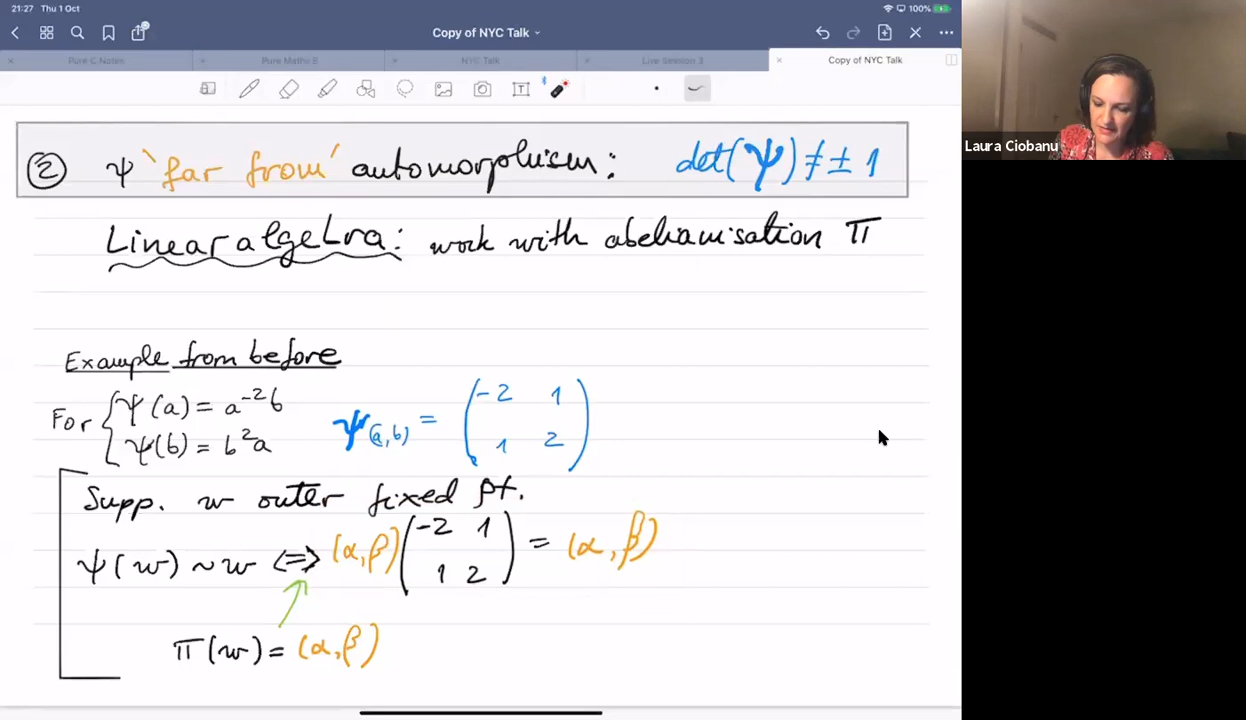 21:27 Thu 1 Oct
100%
Copy of NYC Talk
Pure C Notan
Pure Maths B
NYC Talk
Live Session 3
Copy of NYC Talk
② ψ 'far from' automorphism: det(ψ) ≠ ± 1
Linear algebra: work with abelianisation π
Example from before
For { ψ(a) = a⁻²b
ψ(b) = b²a
ψ(a,b) = ( -2 1
1 2 )
Supp. w outer fixed pt.
ψ(w) ~ w ⇔ (α, β) ( -2 1
1 2 ) = (α, β)
π(w) = (α, β)
Laura Ciobanu